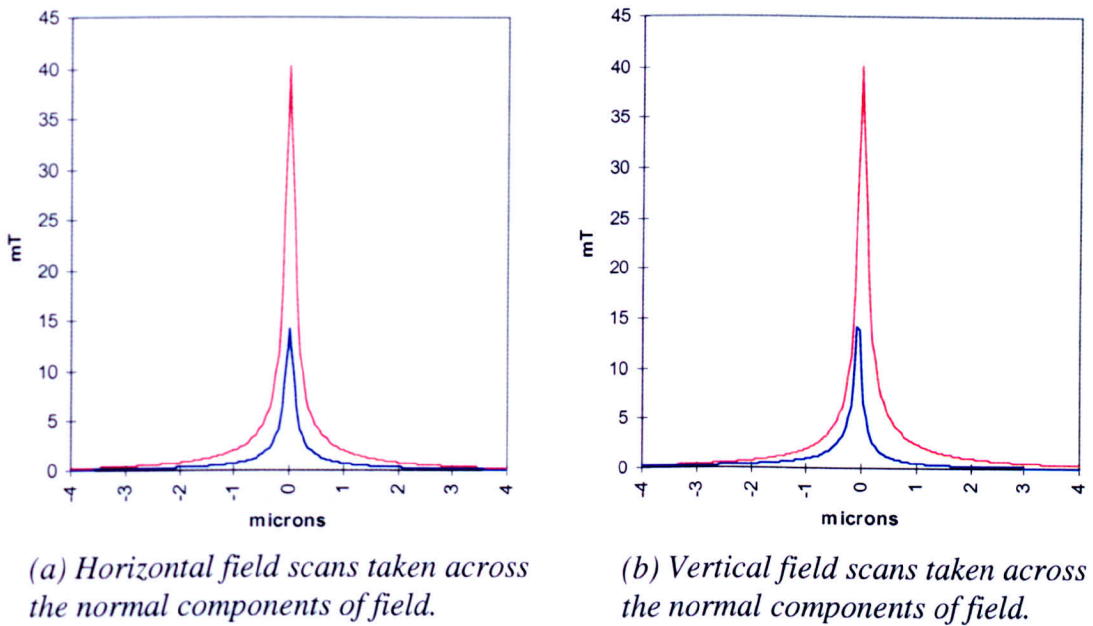 45
40
35
30
25
20
15
10
5
0
mT
-4 -3 -2 -1 0 1 2 3 4
microns
(a) Horizontal field scans taken across
the normal components of field.
45
40
35
30
25
20
15
10
5
0
mT
-4 -3 -2 -1 0 1 2 3 4
microns
(b) Vertical field scans taken across
the normal components of field.